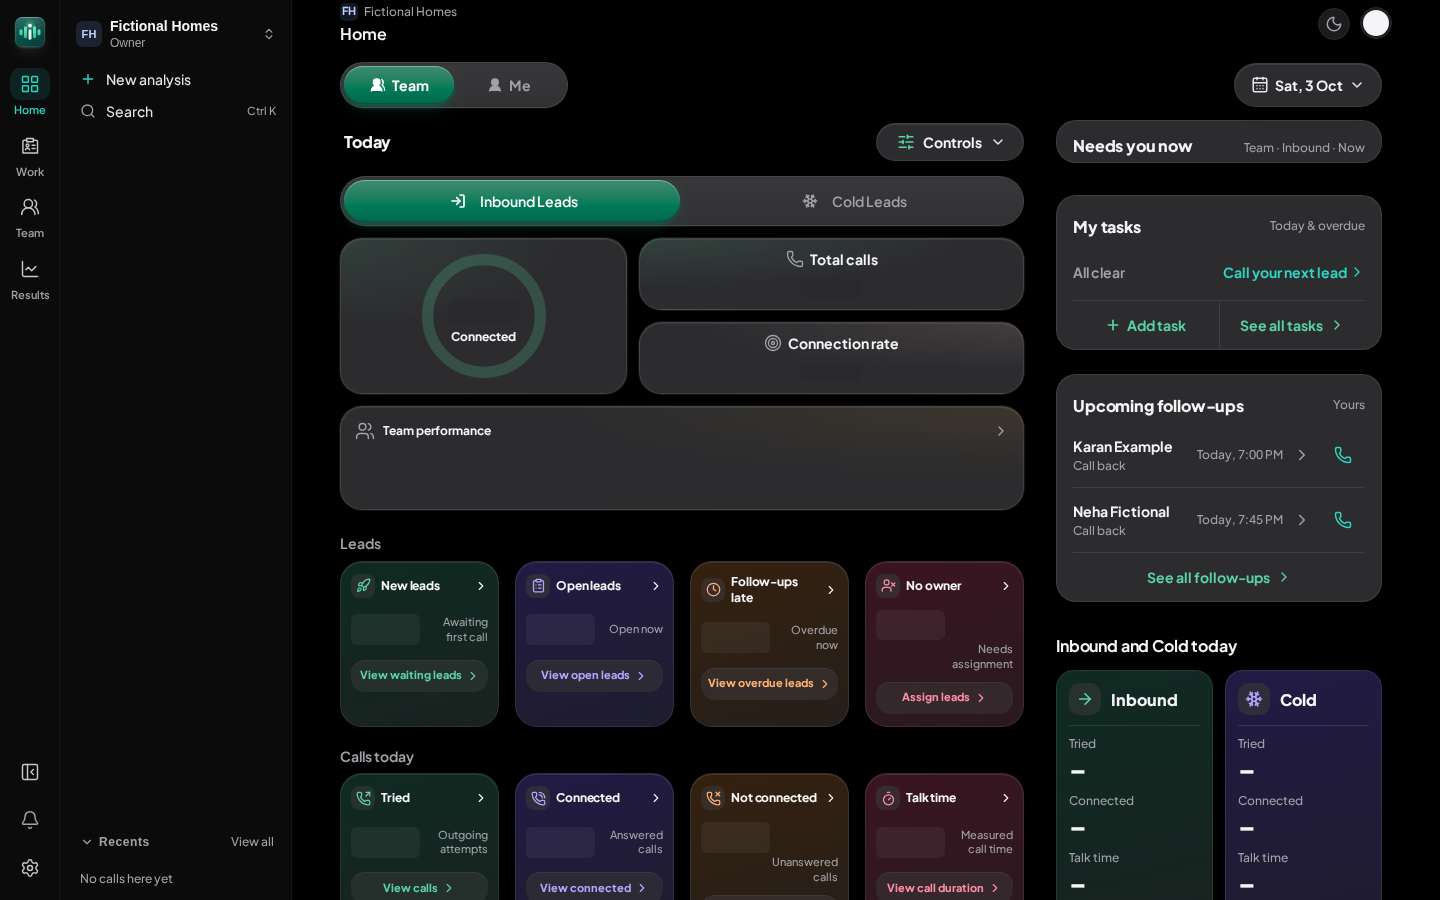 FH
Fictional Homes
Owner
New analysis
Search
Ctrl K
Home
Work
Team
Results
Recents
View all
No calls here yet
FH
Fictional Homes
Home
Team
Me
Sat, 3 Oct
Today
Controls
Inbound Leads
Cold Leads
Connected
Total calls
Connection rate
Team performance
Leads
New leads
Awaiting
first call
View waiting leads
Open leads
Open now
View open leads
Follow-ups
late
Overdue
now
View overdue leads
No owner
Needs
assignment
Assign leads
Calls today
Tried
Outgoing
attempts
View calls
Connected
Answered
calls
View connected
Not connected
Unanswered
calls
Talk time
Measured
call time
View call duration
Needs you now
Team · Inbound · Now
My tasks
Today & overdue
All clear
Call your next lead
Add task
See all tasks
Upcoming follow-ups
Yours
Karan Example
Call back
Today, 7:00 PM
Neha Fictional
Call back
Today, 7:45 PM
See all follow-ups
Inbound and Cold today
Inbound
Tried
–
Connected
–
Talk time
–
Cold
Tried
–
Connected
–
Talk time
–